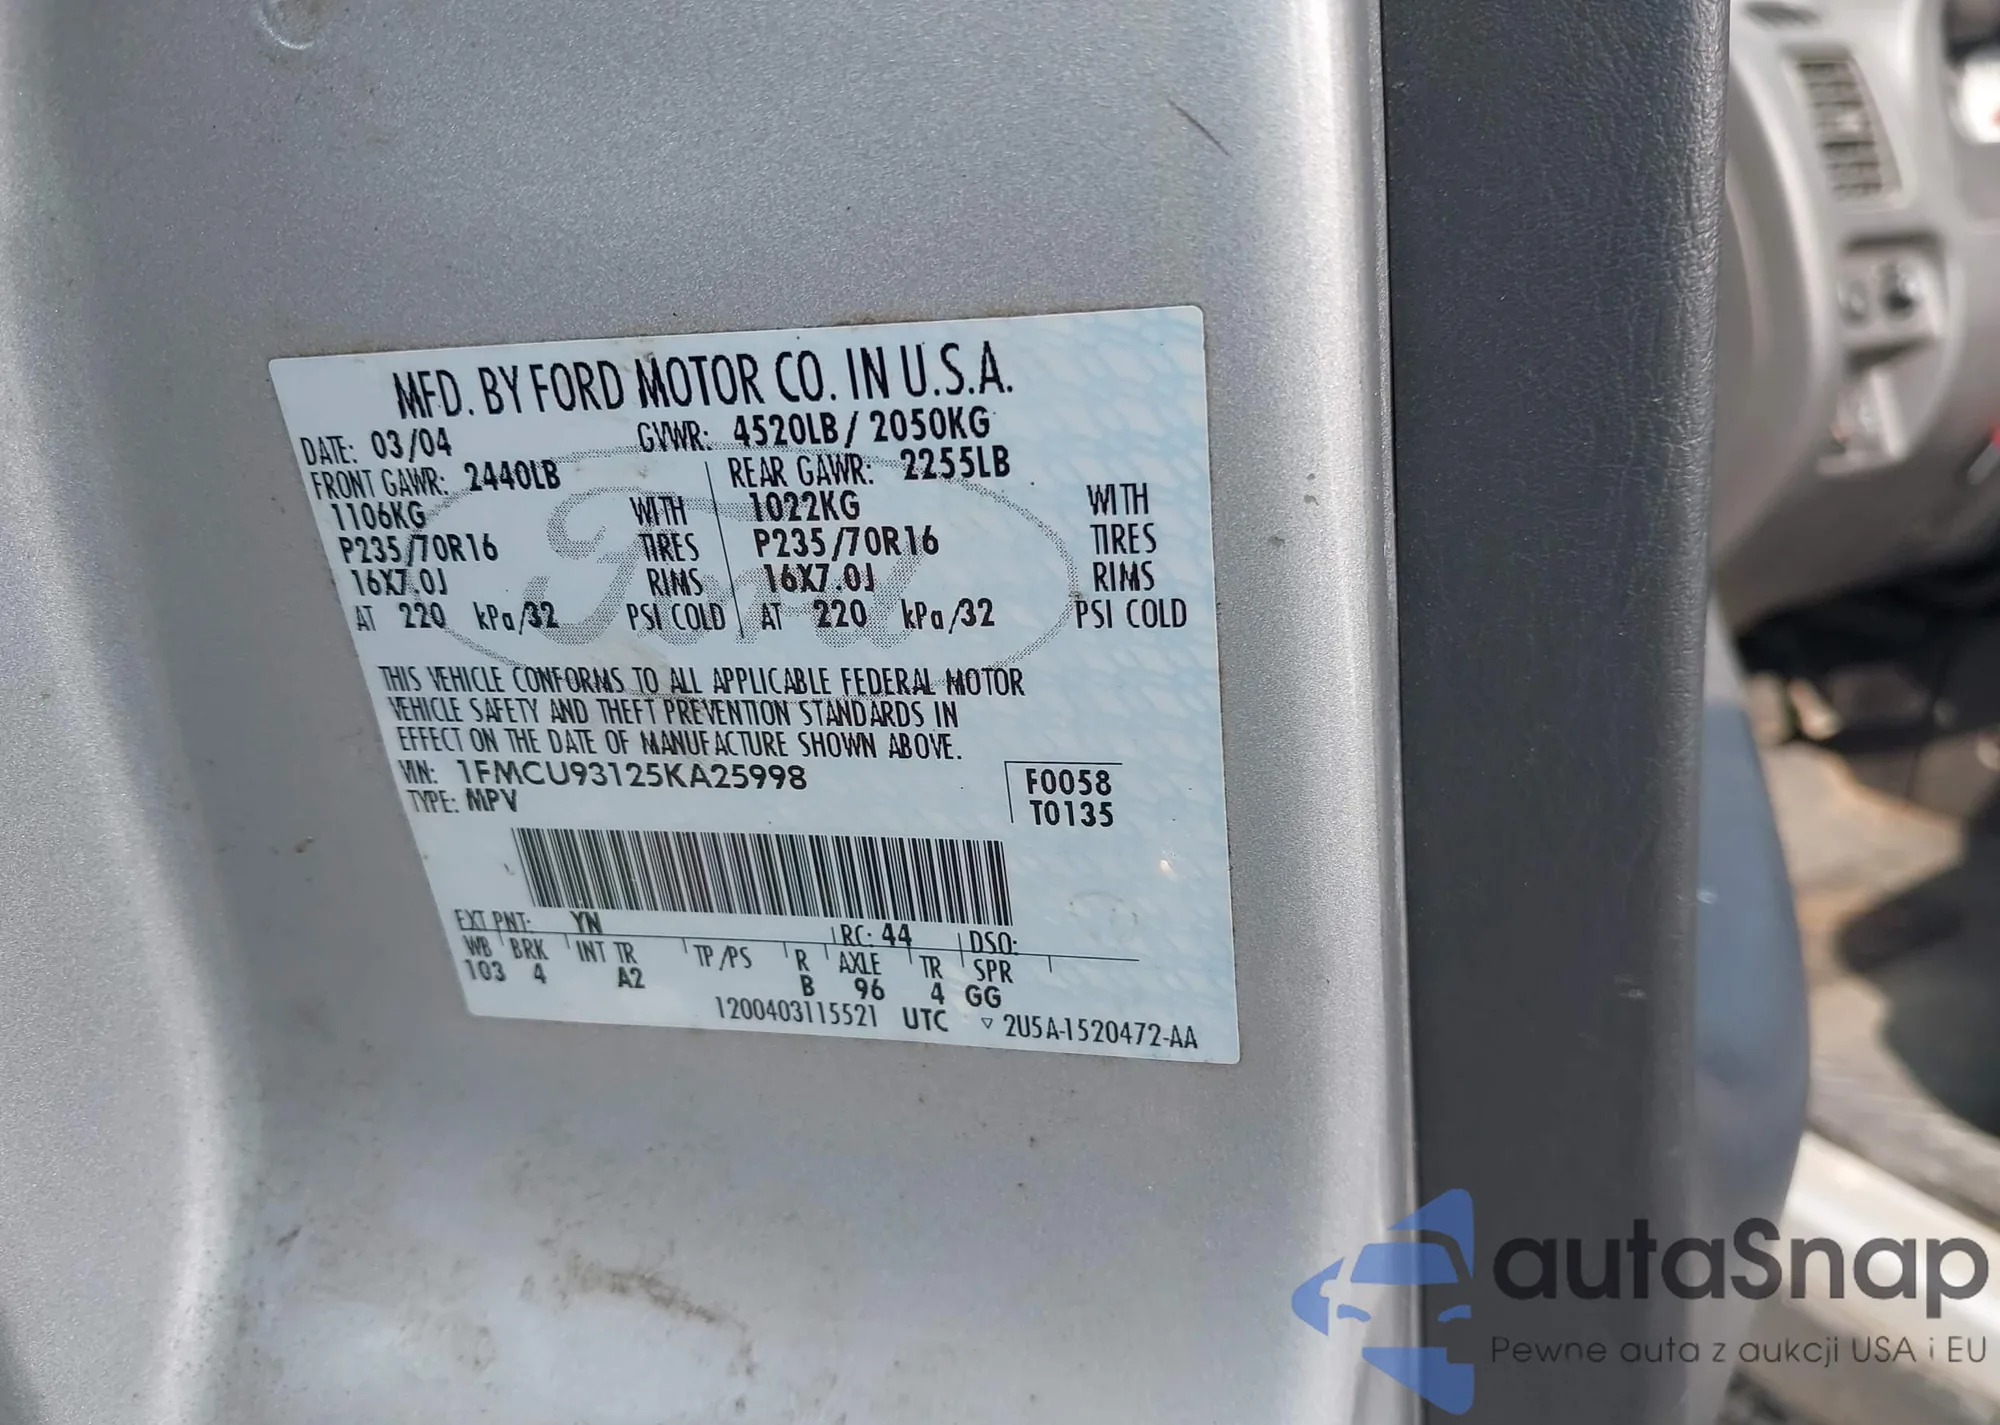 MFD. BY FORD MOTOR CO. IN U.S.A.
DATE: 03/04 GVWR: 4520LB / 2050KG
FRONT GAWR: 2440LB REAR GAWR: 2255LB
1106KG WITH 1022KG WITH
P235/70R16 TIRES P235/70R16 TIRES
16X7.0J RIMS 16X7.0J RIMS
AT 220 kPa/32 PSI COLD AT 220 kPa/32 PSI COLD
Ford
THIS VEHICLE CONFORMS TO ALL APPLICABLE FEDERAL MOTOR
VEHICLE SAFETY AND THEFT PREVENTION STANDARDS IN
EFFECT ON THE DATE OF MANUFACTURE SHOWN ABOVE.
VIN: 1FMCU93125KA25998 F0058
TYPE: MPV T0135
EXT PNT: YN RC: 44 DSO:
WB BRK INT TR TP/PS R AXLE TR SPR
103 4 A2 B 96 4 GG
1200403115521 UTC ▽ 2U5A-1520472-AA
autaSnap
Pewne auta z aukcji USA i EU